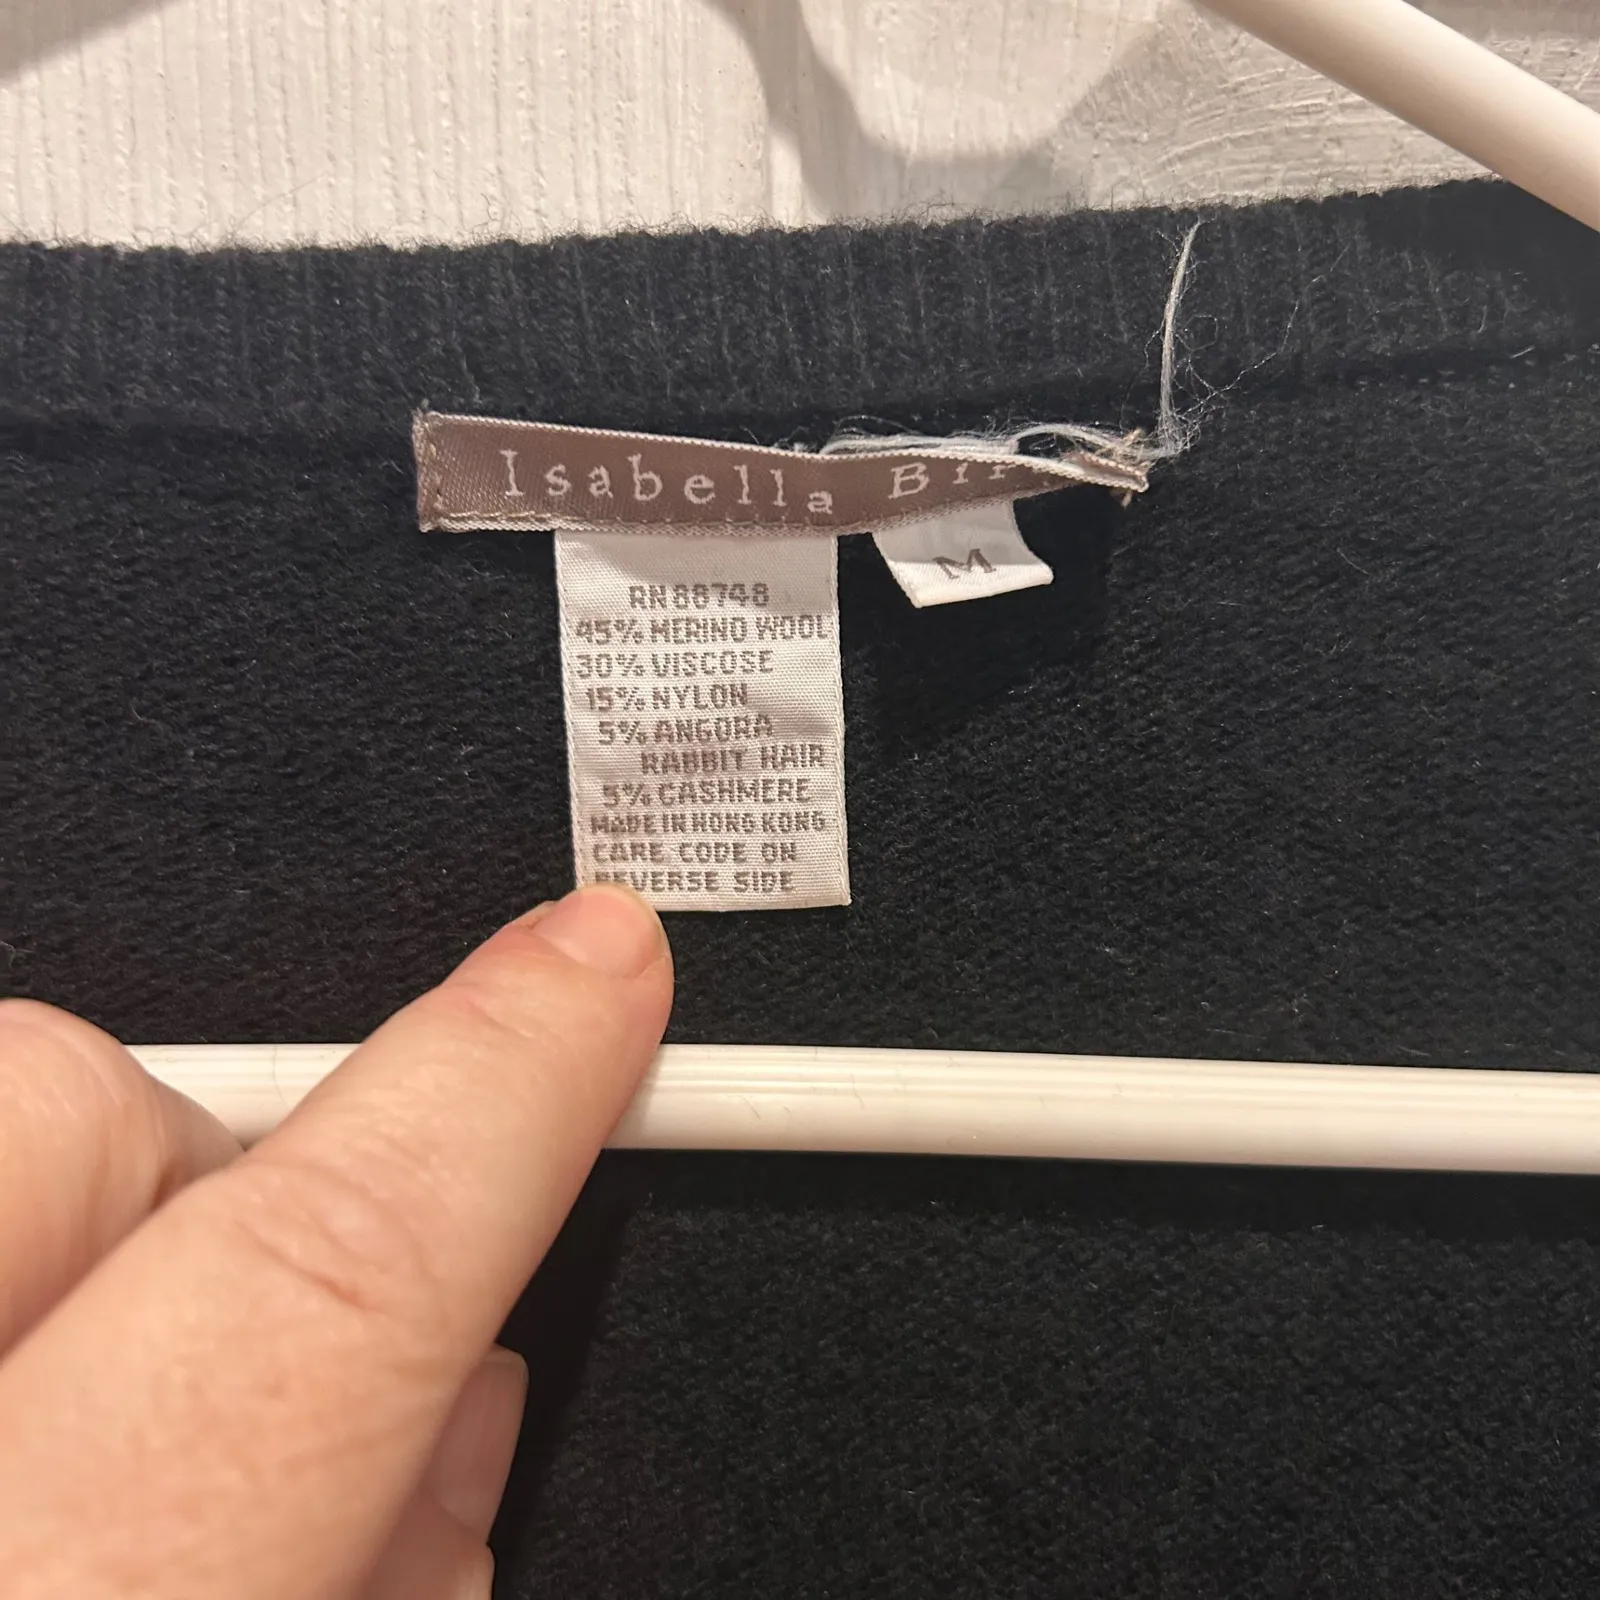 Isabella
M
RN 88748
45% MERINO WOOL
30% VISCOSE
15% NYLON
5% ANGORA
RABBIT HAIR
5% CASHMERE
MADE IN HONG KONG
CARE CODE ON
REVERSE SIDE